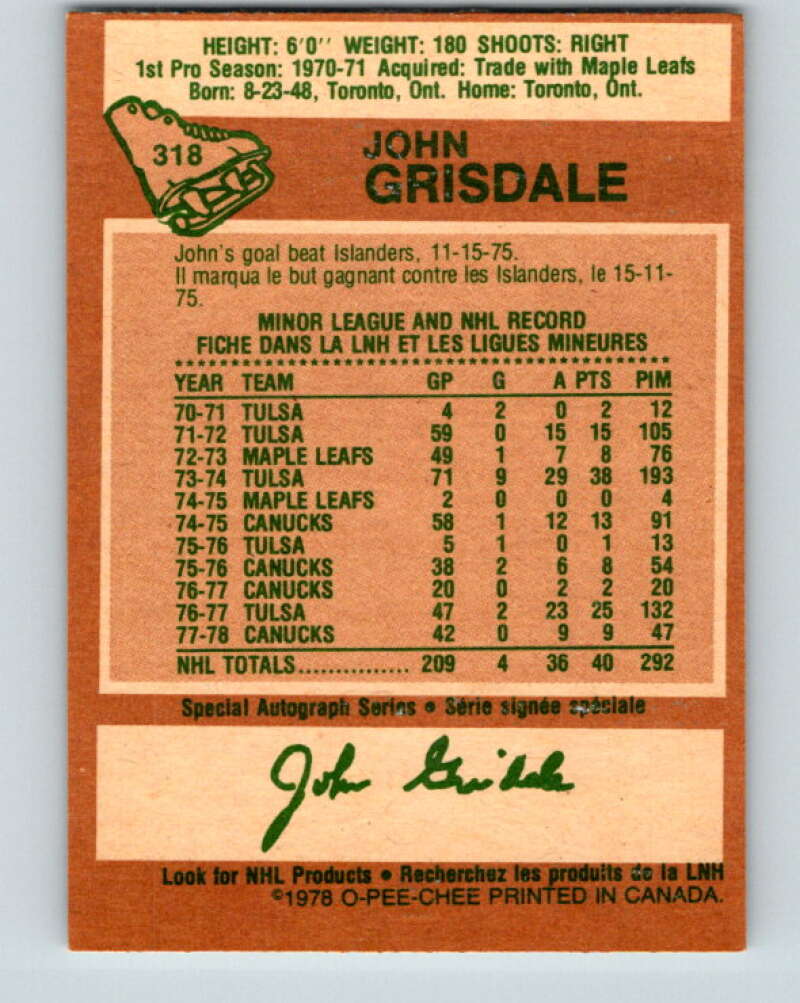 HEIGHT: 6'0'' WEIGHT: 180 SHOOTS: RIGHT
1st Pro Season: 1970-71 Acquired: Trade with Maple Leafs
Born: 8-23-48, Toronto, Ont. Home: Toronto, Ont.
318
JOHN
GRISDALE
John's goal beat Islanders, 11-15-75.
Il marqua le but gagnant contre les Islanders, le 15-11-
75.
MINOR LEAGUE AND NHL RECORD
FICHE DANS LA LNH ET LES LIGUES MINEURES
YEAR TEAM GP G A PTS PIM
70-71 TULSA 4 2 0 2 12
71-72 TULSA 59 0 15 15 105
72-73 MAPLE LEAFS 49 1 7 8 76
73-74 TULSA 71 9 29 38 193
74-75 MAPLE LEAFS 2 0 0 0 4
74-75 CANUCKS 58 1 12 13 91
75-76 TULSA 5 1 0 1 13
75-76 CANUCKS 38 2 6 8 54
76-77 CANUCKS 20 0 2 2 20
76-77 TULSA 47 2 23 25 132
77-78 CANUCKS 42 0 9 9 47
NHL TOTALS............... 209 4 36 40 292
Special Autograph Series • Série signée spéciale
John Grisdale
Look for NHL Products • Recherchez les produits de la LNH
©1978 O-PEE-CHEE PRINTED IN CANADA.